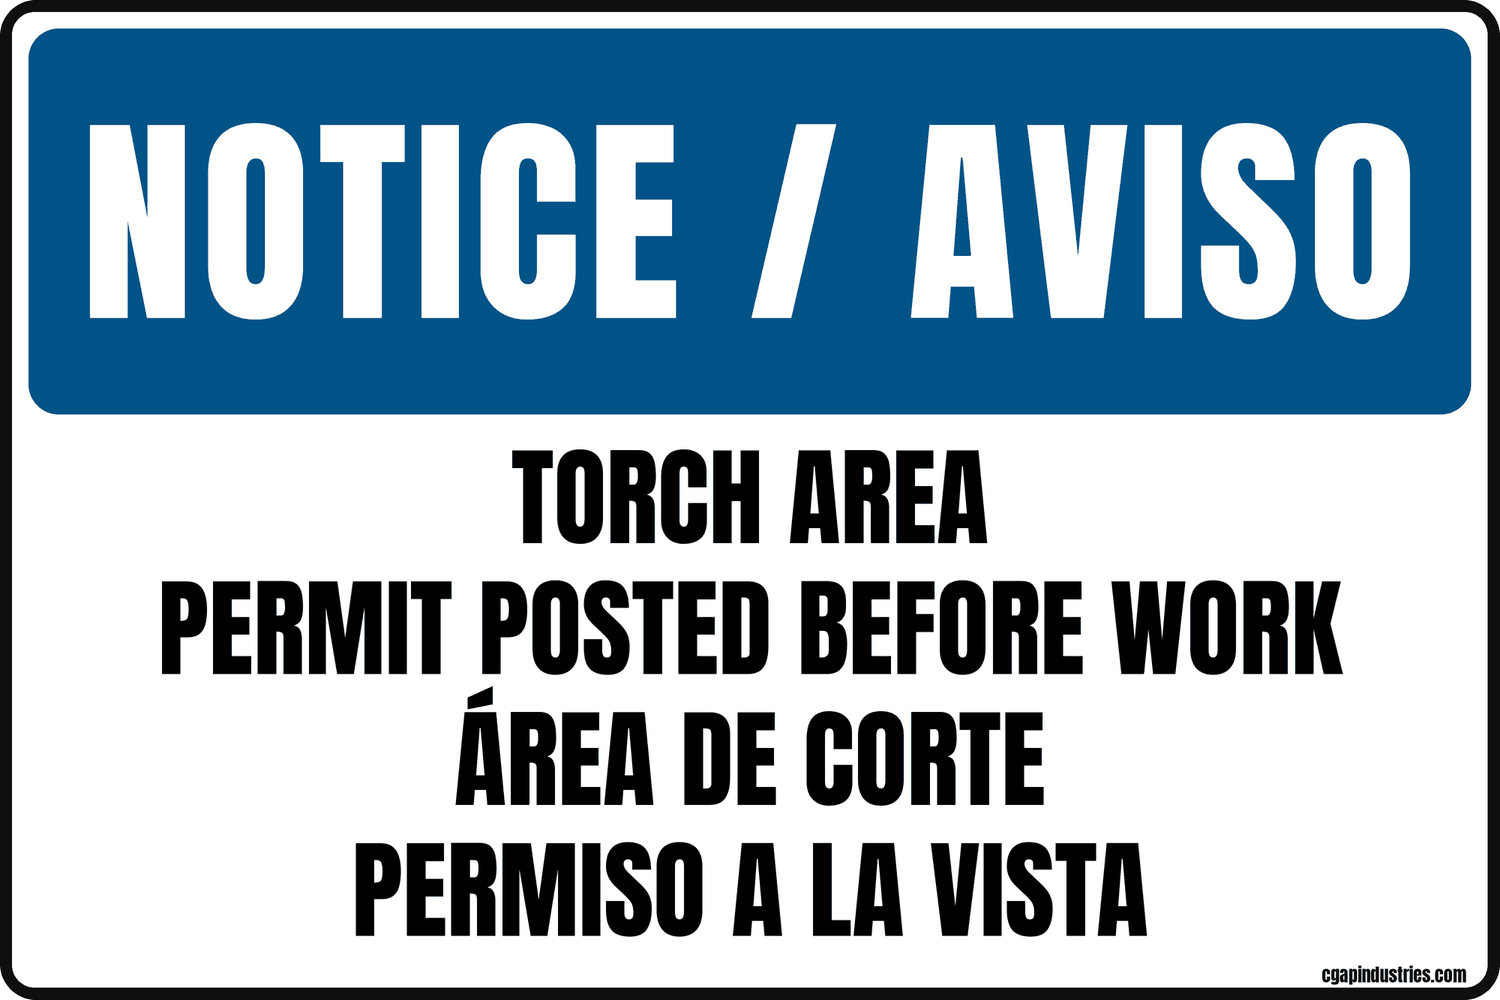 NOTICE / AVISO
TORCH AREA
PERMIT POSTED BEFORE WORK
ÁREA DE CORTE
PERMISO A LA VISTA
cgapindustries.com